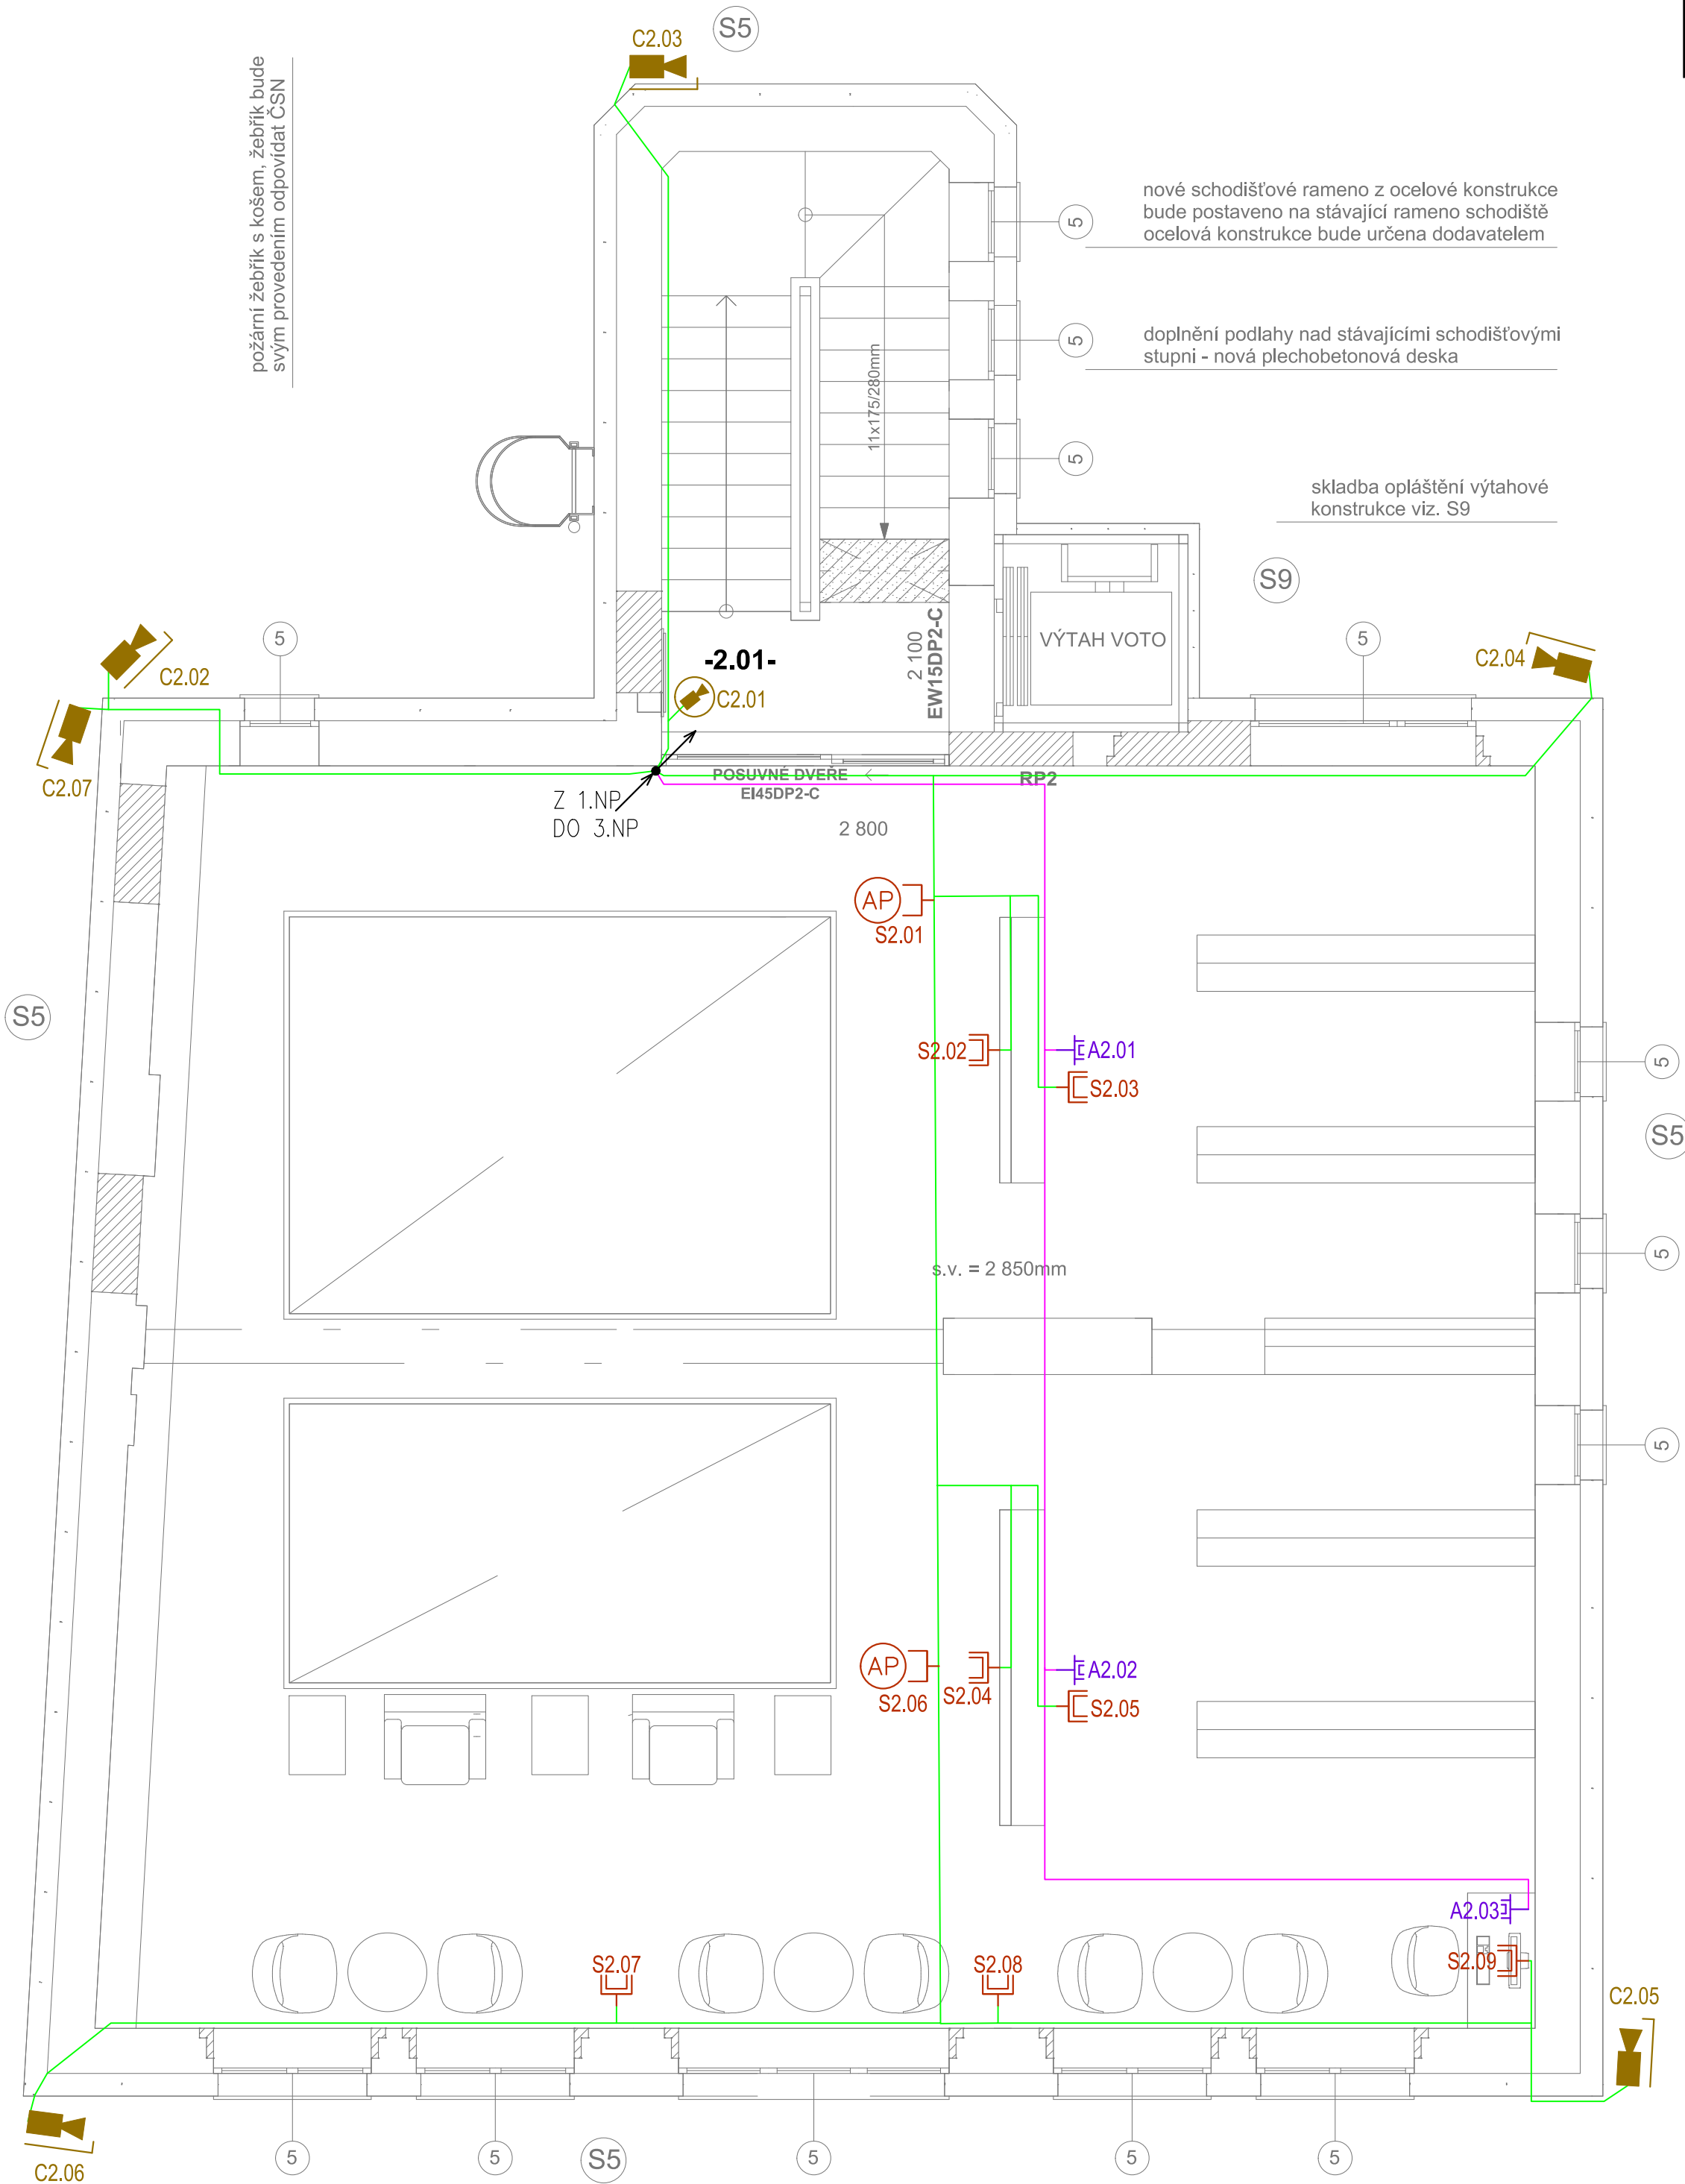 S5
C2.03
požární žebřík s košem, žebřík bude
svým provedením odpovídat ČSN
nové schodišťové rameno z ocelové konstrukce
bude postaveno na stávající rameno schodiště
ocelová konstrukce bude určena dodavatelem
5
doplnění podlahy nad stávajícími schodišťovými
stupni - nová plechobetonová deska
5
11x175/280mm
5
skladba opláštění výtahové
konstrukce viz. S9
S9
VÝTAH VOTO
2 100
EW15DP2-C
-2.01-
C2.01
5
5
C2.02
C2.04
C2.07
POSUVNÉ DVEŘE
EI45DP2-C
RP2
Z 1.NP
DO 3.NP
2 800
AP
S2.01
S5
S2.02
A2.01
S2.03
5
S5
5
s.v. = 2 850mm
5
AP
S2.06
S2.04
A2.02
S2.05
A2.03
S2.07
S2.08
S2.09
C2.05
C2.06
5
5
S5
5
5
5